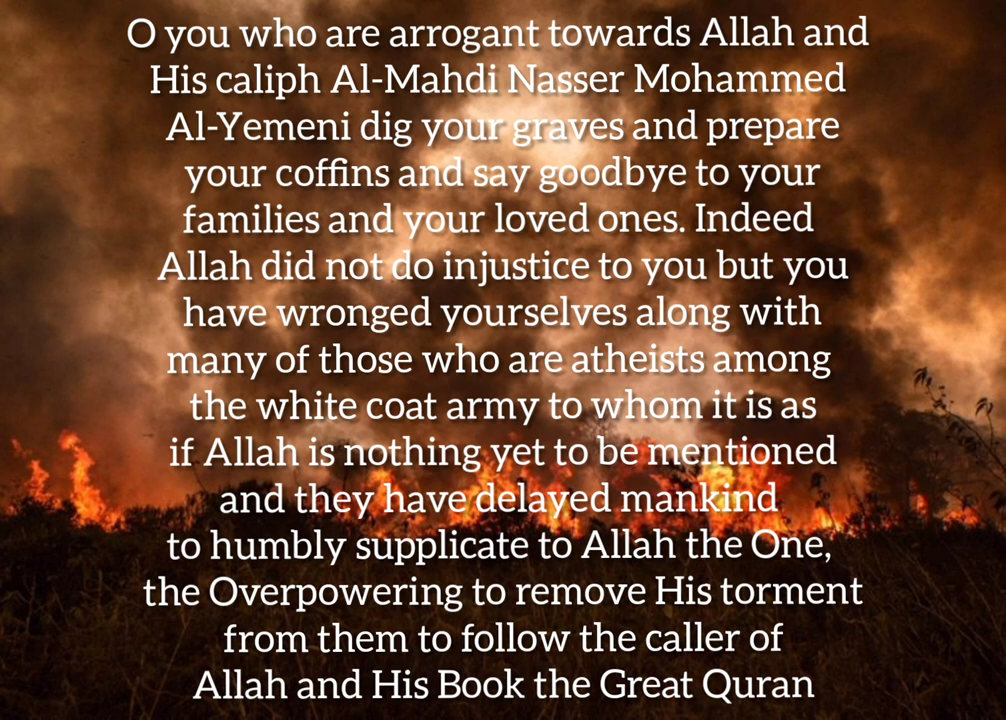 O you who are arrogant towards Allah and
His caliph Al-Mahdi Nasser Mohammed
Al-Yemeni dig your graves and prepare
your coffins and say goodbye to your
families and your loved ones. Indeed
Allah did not do injustice to you but you
have wronged yourselves along with
many of those who are atheists among
the white coat army to whom it is as
if Allah is nothing yet to be mentioned
and they have delayed mankind
to humbly supplicate to Allah the One,
the Overpowering to remove His torment
from them to follow the caller of
Allah and His Book the Great Quran